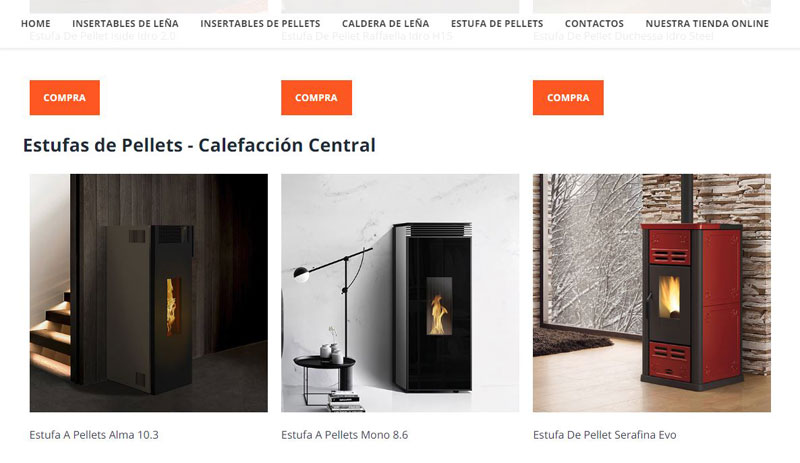 HOME INSERTABLES DE LEÑA INSERTABLES DE PELLETS CALDERA DE LEÑA ESTUFA DE PELLETS CONTACTOS NUESTRA TIENDA ONLINE
Estufa De Pellet Iside Idro 2.0 Estufa De Pellet Raffaella Idro H15 Estufa De Pellet Duchessa Idro Steel
COMPRA COMPRA COMPRA
Estufas de Pellets - Calefacción Central
Estufa A Pellets Alma 10.3 Estufa A Pellets Mono 8.6 Estufa De Pellet Serafina Evo